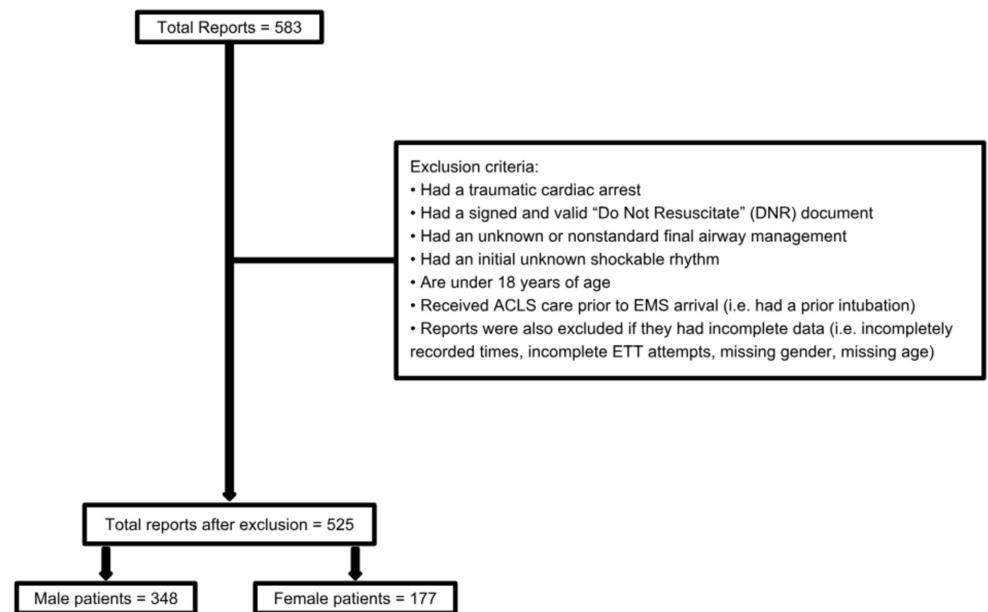 Total Reports = 583
Exclusion criteria:
• Had a traumatic cardiac arrest
• Had a signed and valid “Do Not Resuscitate” (DNR) document
• Had an unknown or nonstandard final airway management
• Had an initial unknown shockable rhythm
• Are under 18 years of age
• Received ACLS care prior to EMS arrival (i.e. had a prior intubation)
• Reports were also excluded if they had incomplete data (i.e. incompletely
recorded times, incomplete ETT attempts, missing gender, missing age)
Total reports after exclusion = 525
Male patients = 348
Female patients = 177